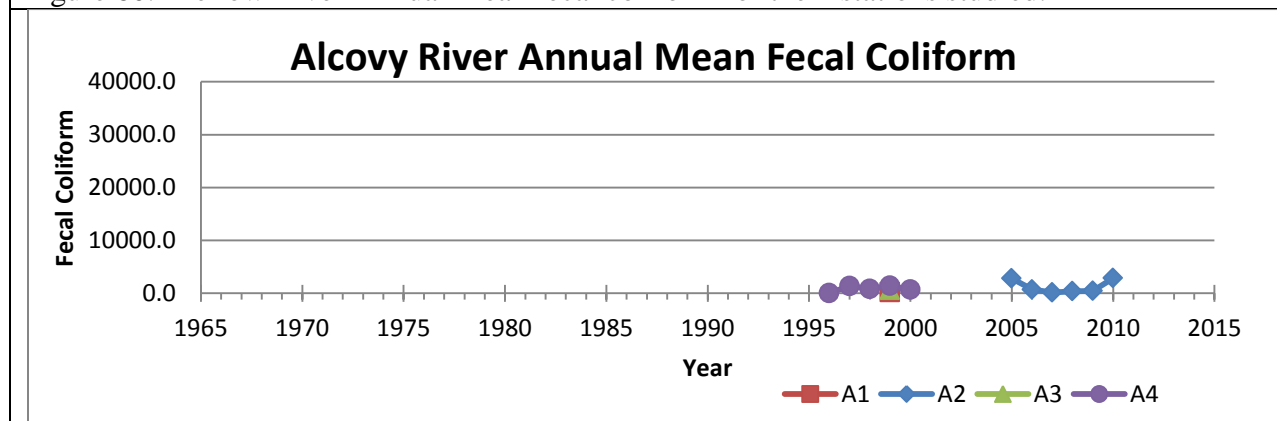 Alcovy River Annual Mean Fecal Coliform
40000.0
30000.0
20000.0
10000.0
0.0
Fecal Coliform
1965 1970 1975 1980 1985 1990 1995 2000 2005 2010 2015
Year
A1 A2 A3 A4